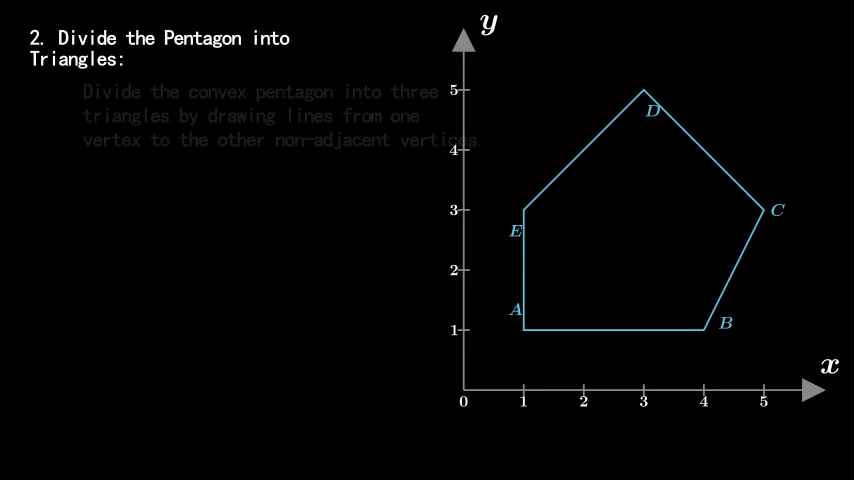 2. Divide the Pentagon into
Triangles:
Divide the convex pentagon into three
triangles by drawing lines from one
vertex to the other non-adjacent vertices.
y
5
D
4
3
C
E
2
A
1
B
x
0 1 2 3 4 5